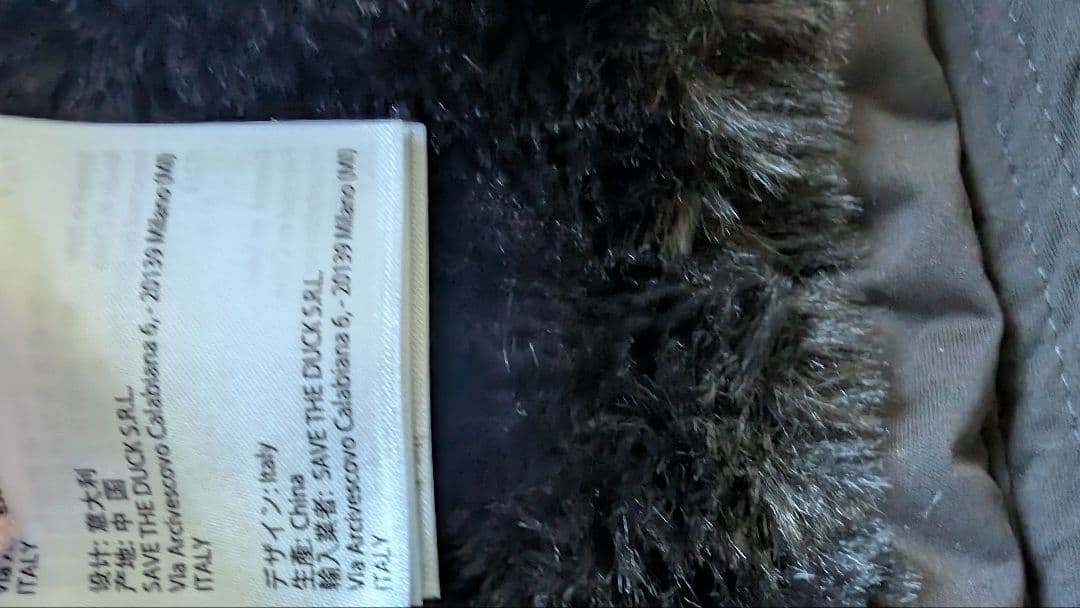 ITALY
设计: 意大利
产地: 中 国
SAVE THE DUCK S.R.L.
Via Arcivescovo Calabiana 6, - 20139 Milano (MI)
ITALY
デザイン: Italy
生産: China
輸入業者: SAVE THE DUCK S.R.L.
Via Arcivescovo Calabiana 6, - 20139 Milano (MI)
ITALY